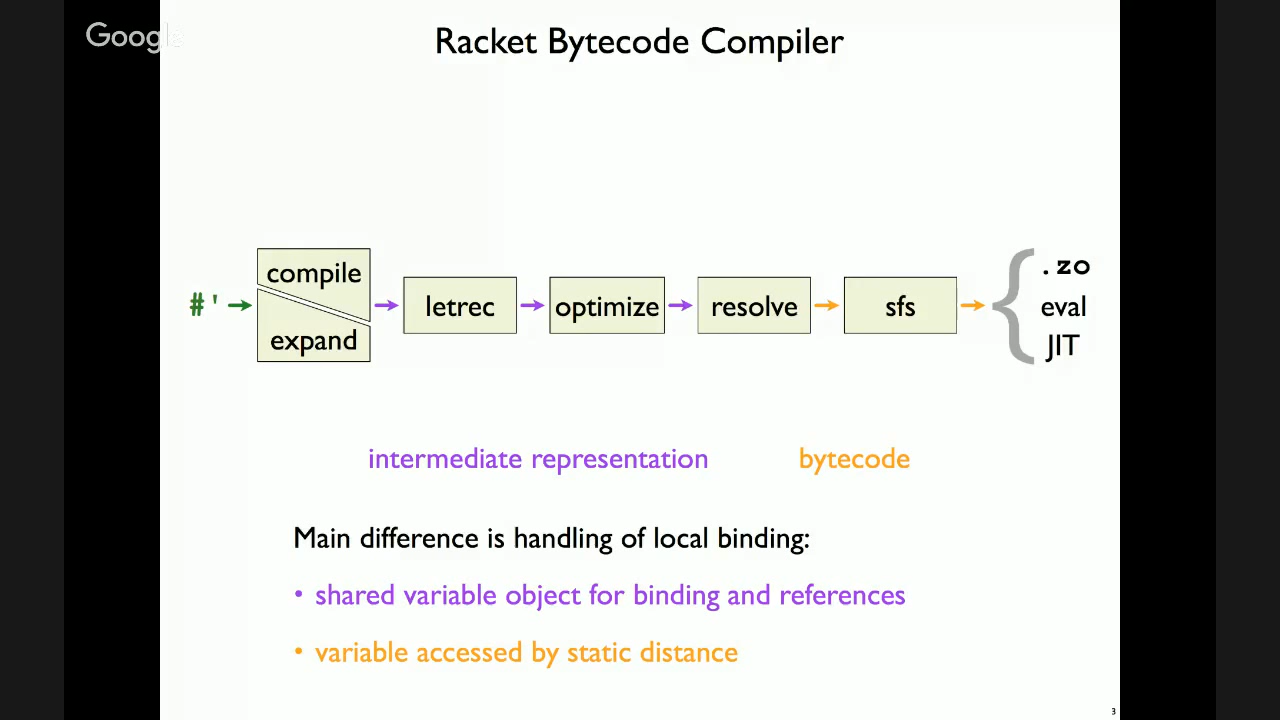 Google
Racket Bytecode Compiler
compile
expand
#'
letrec
optimize
resolve
sfs
{
.zo
eval
JIT
intermediate representation
bytecode
Main difference is handling of local binding:
• shared variable object for binding and references
• variable accessed by static distance
3